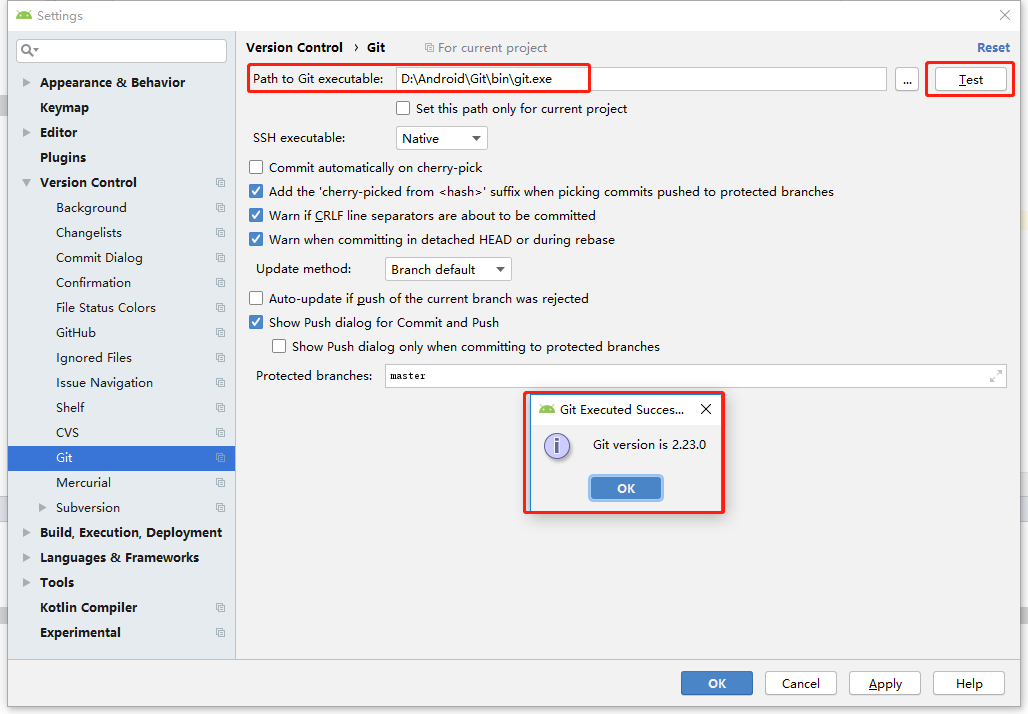 Settings
Version Control › Git For current project Reset
Path to Git executable: D:\Android\Git\bin\git.exe ... Test
Set this path only for current project
SSH executable: Native
Commit automatically on cherry-pick
Add the 'cherry-picked from <hash>' suffix when picking commits pushed to protected branches
Warn if CRLF line separators are about to be committed
Warn when committing in detached HEAD or during rebase
Update method: Branch default
Auto-update if push of the current branch was rejected
Show Push dialog for Commit and Push
Show Push dialog only when committing to protected branches
Protected branches: master
Git Executed Succes...
Git version is 2.23.0
OK
Appearance & Behavior
Keymap
Editor
Plugins
Version Control
Background
Changelists
Commit Dialog
Confirmation
File Status Colors
GitHub
Ignored Files
Issue Navigation
Shelf
CVS
Git
Mercurial
Subversion
Build, Execution, Deployment
Languages & Frameworks
Tools
Kotlin Compiler
Experimental
OK Cancel Apply Help